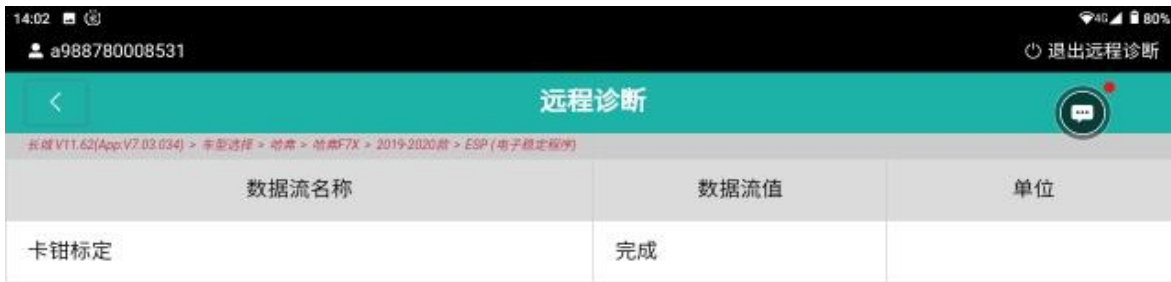 14:02 4G 80%
a988780008531 退出远程诊断
远程诊断
长城 V11.62(App:V7.03.034) > 车型选择 > 哈弗 > 哈弗F7X > 2019-2020款 > ESP (电子稳定程序)
数据流名称 数据流值 单位
卡钳标定 完成